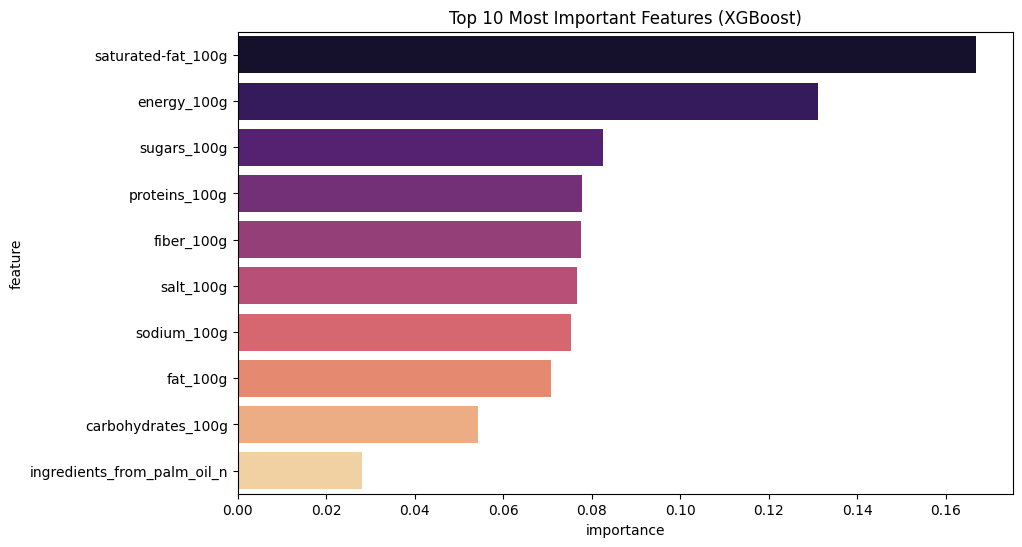 Top 10 Most Important Features (XGBoost)
saturated-fat_100g
energy_100g
sugars_100g
proteins_100g
fiber_100g
salt_100g
sodium_100g
fat_100g
carbohydrates_100g
ingredients_from_palm_oil_n
feature
0.00 0.02 0.04 0.06 0.08 0.10 0.12 0.14 0.16
importance